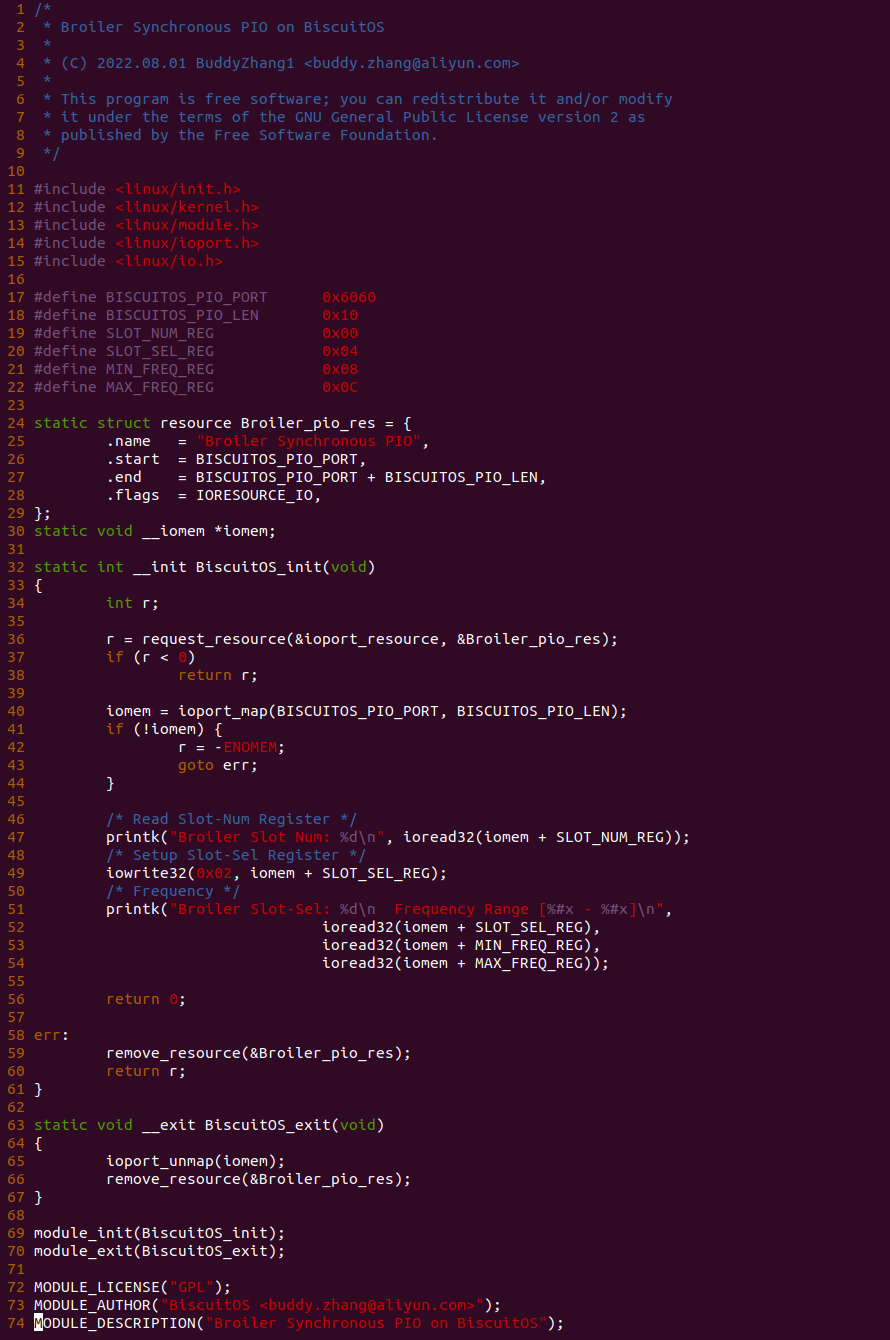 1 /*
2  * Broiler Synchronous PIO on BiscuitOS
3  *
4  * (C) 2022.08.01 BuddyZhang1 <buddy.zhang@aliyun.com>
5  *
6  * This program is free software; you can redistribute it and/or modify
7  * it under the terms of the GNU General Public License version 2 as
8  * published by the Free Software Foundation.
9  */
10
11 #include <linux/init.h>
12 #include <linux/kernel.h>
13 #include <linux/module.h>
14 #include <linux/ioport.h>
15 #include <linux/io.h>
16
17 #define BISCUITOS_PIO_PORT      0x6060
18 #define BISCUITOS_PIO_LEN       0x10
19 #define SLOT_NUM_REG            0x00
20 #define SLOT_SEL_REG            0x04
21 #define MIN_FREQ_REG            0x08
22 #define MAX_FREQ_REG            0x0C
23
24 static struct resource Broiler_pio_res = {
25         .name   = "Broiler Synchronous PIO",
26         .start  = BISCUITOS_PIO_PORT,
27         .end    = BISCUITOS_PIO_PORT + BISCUITOS_PIO_LEN,
28         .flags  = IORESOURCE_IO,
29 };
30 static void __iomem *iomem;
31
32 static int __init BiscuitOS_init(void)
33 {
34         int r;
35
36         r = request_resource(&ioport_resource, &Broiler_pio_res);
37         if (r < 0)
38                 return r;
39
40         iomem = ioport_map(BISCUITOS_PIO_PORT, BISCUITOS_PIO_LEN);
41         if (!iomem) {
42                 r = -ENOMEM;
43                 goto err;
44         }
45
46         /* Read Slot-Num Register */
47         printk("Broiler Slot Num: %d\n", ioread32(iomem + SLOT_NUM_REG));
48         /* Setup Slot-Sel Register */
49         iowrite32(0x02, iomem + SLOT_SEL_REG);
50         /* Frequency */
51         printk("Broiler Slot-Sel: %d\n  Frequency Range [%#x - %#x]\n",
52                                 ioread32(iomem + SLOT_SEL_REG),
53                                 ioread32(iomem + MIN_FREQ_REG),
54                                 ioread32(iomem + MAX_FREQ_REG));
55
56         return 0;
57
58 err:
59         remove_resource(&Broiler_pio_res);
60         return r;
61 }
62
63 static void __exit BiscuitOS_exit(void)
64 {
65         ioport_unmap(iomem);
66         remove_resource(&Broiler_pio_res);
67 }
68
69 module_init(BiscuitOS_init);
70 module_exit(BiscuitOS_exit);
71
72 MODULE_LICENSE("GPL");
73 MODULE_AUTHOR("BiscuitOS <buddy.zhang@aliyun.com>");
74 MODULE_DESCRIPTION("Broiler Synchronous PIO on BiscuitOS");